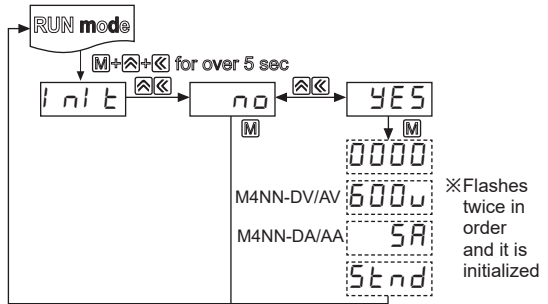 RUN mode
M+≪+≪ for over 5 sec
InIt
no
YES
M
M
0000
M4NN-DV/AV 600v
M4NN-DA/AA 5A
Stnd
※Flashes
twice in
order
and it is
initialized